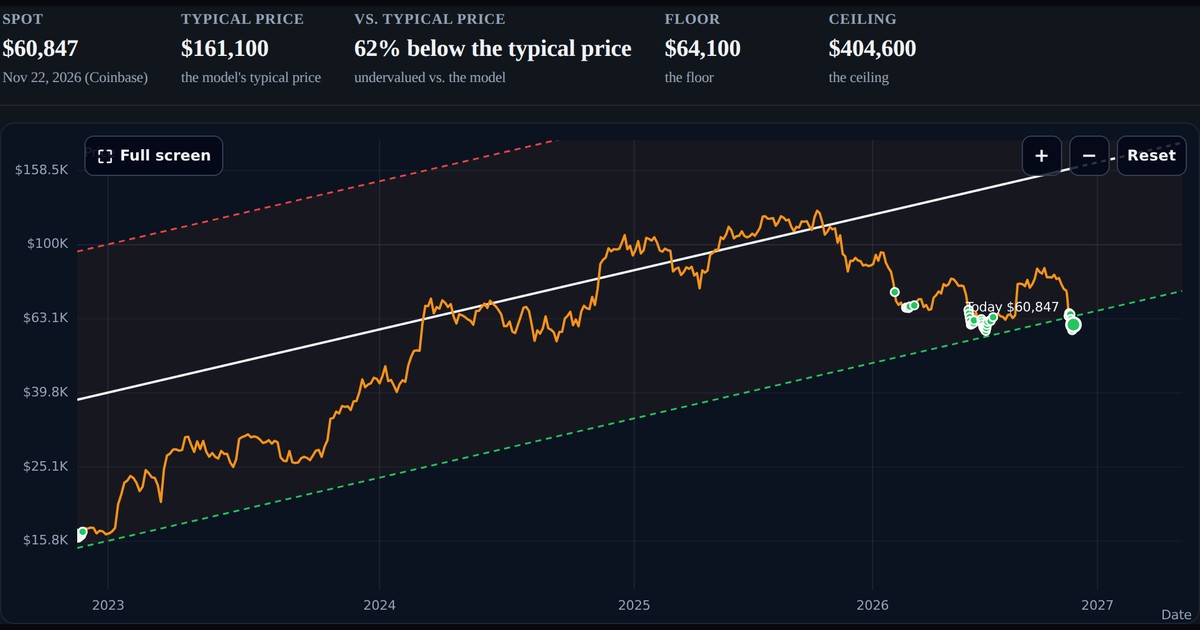 SPOT
$60,847
Nov 22, 2026 (Coinbase)
TYPICAL PRICE
$161,100
the model's typical price
VS. TYPICAL PRICE
62% below the typical price
undervalued vs. the model
FLOOR
$64,100
the floor
CEILING
$404,600
the ceiling
Full screen
+
−
Reset
$158.5K
$100K
$63.1K
$39.8K
$25.1K
$15.8K
Today $60,847
2023
2024
2025
2026
2027
Date